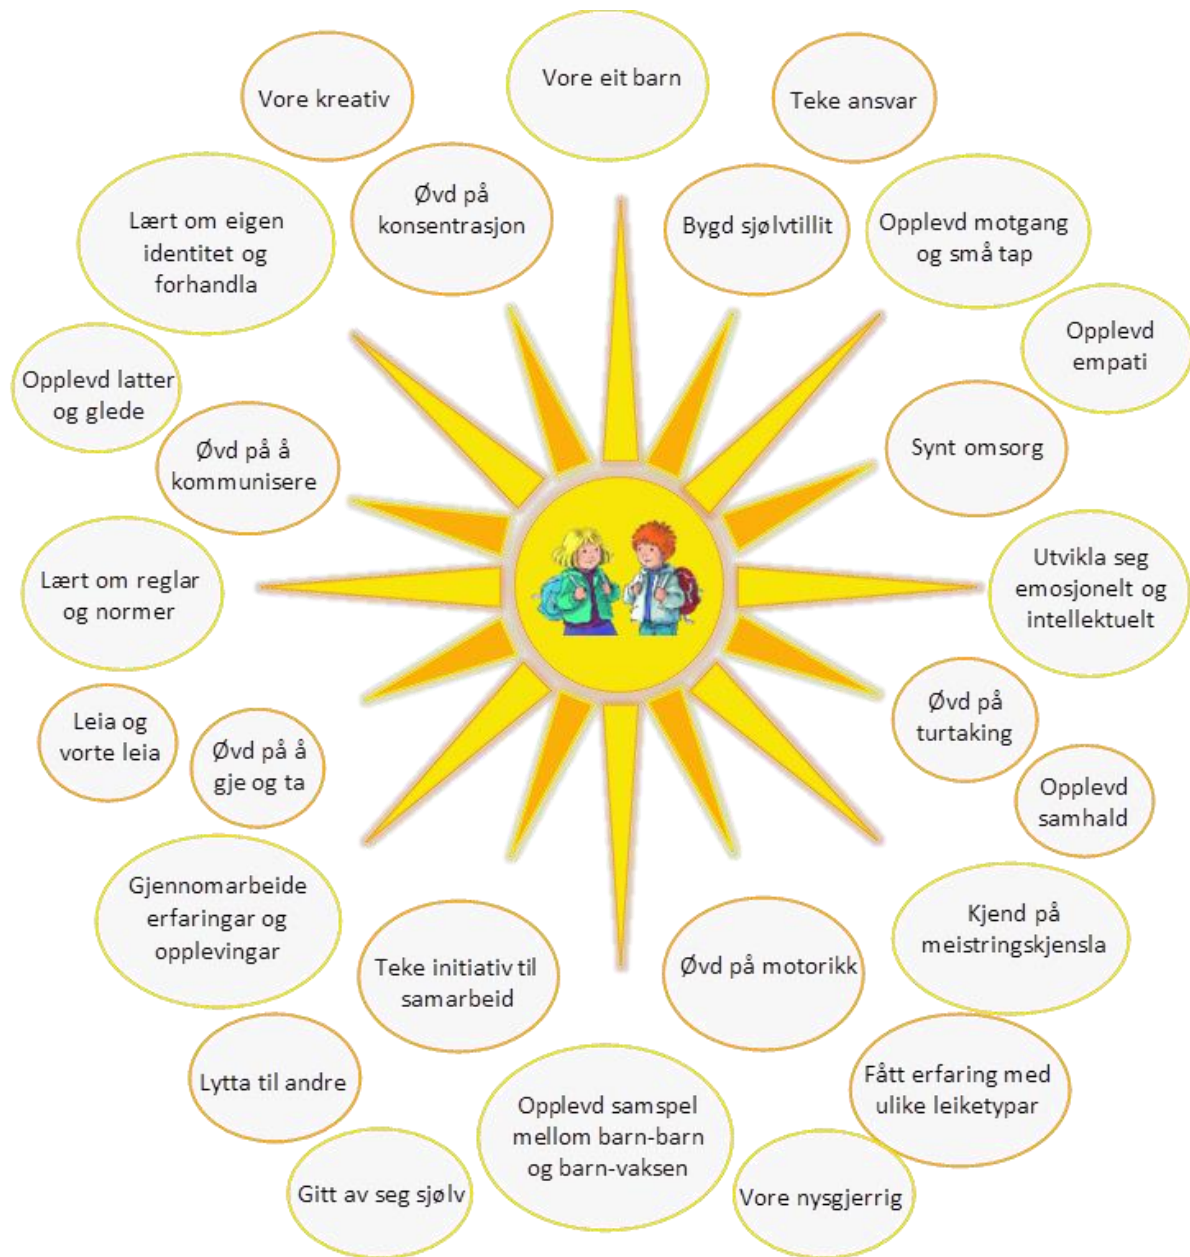 Vore eit barn
Vore kreativ
Teke ansvar
Øvd på
konsentrasjon
Bygd sjølvtillit
Lært om eigen
identitet og
forhandla
Opplevd motgang
og små tap
Opplevd
empati
Opplevd latter
og glede
Synt omsorg
Øvd på å
kommunisere
Utvikla seg
emosjonelt og
intellektuelt
Lært om reglar
og normer
Øvd på
turtaking
Leia og
vorte leia
Øvd på å
gje og ta
Opplevd
samhald
Gjennomarbeide
erfaringar og
opplevingar
Kjend på
meistringskjensla
Teke initiativ til
samarbeid
Øvd på motorikk
Lytta til andre
Fått erfaring med
ulike leiketypar
Opplevd samspel
mellom barn-barn
og barn-vaksen
Gitt av seg sjølv
Vore nysgjerrig